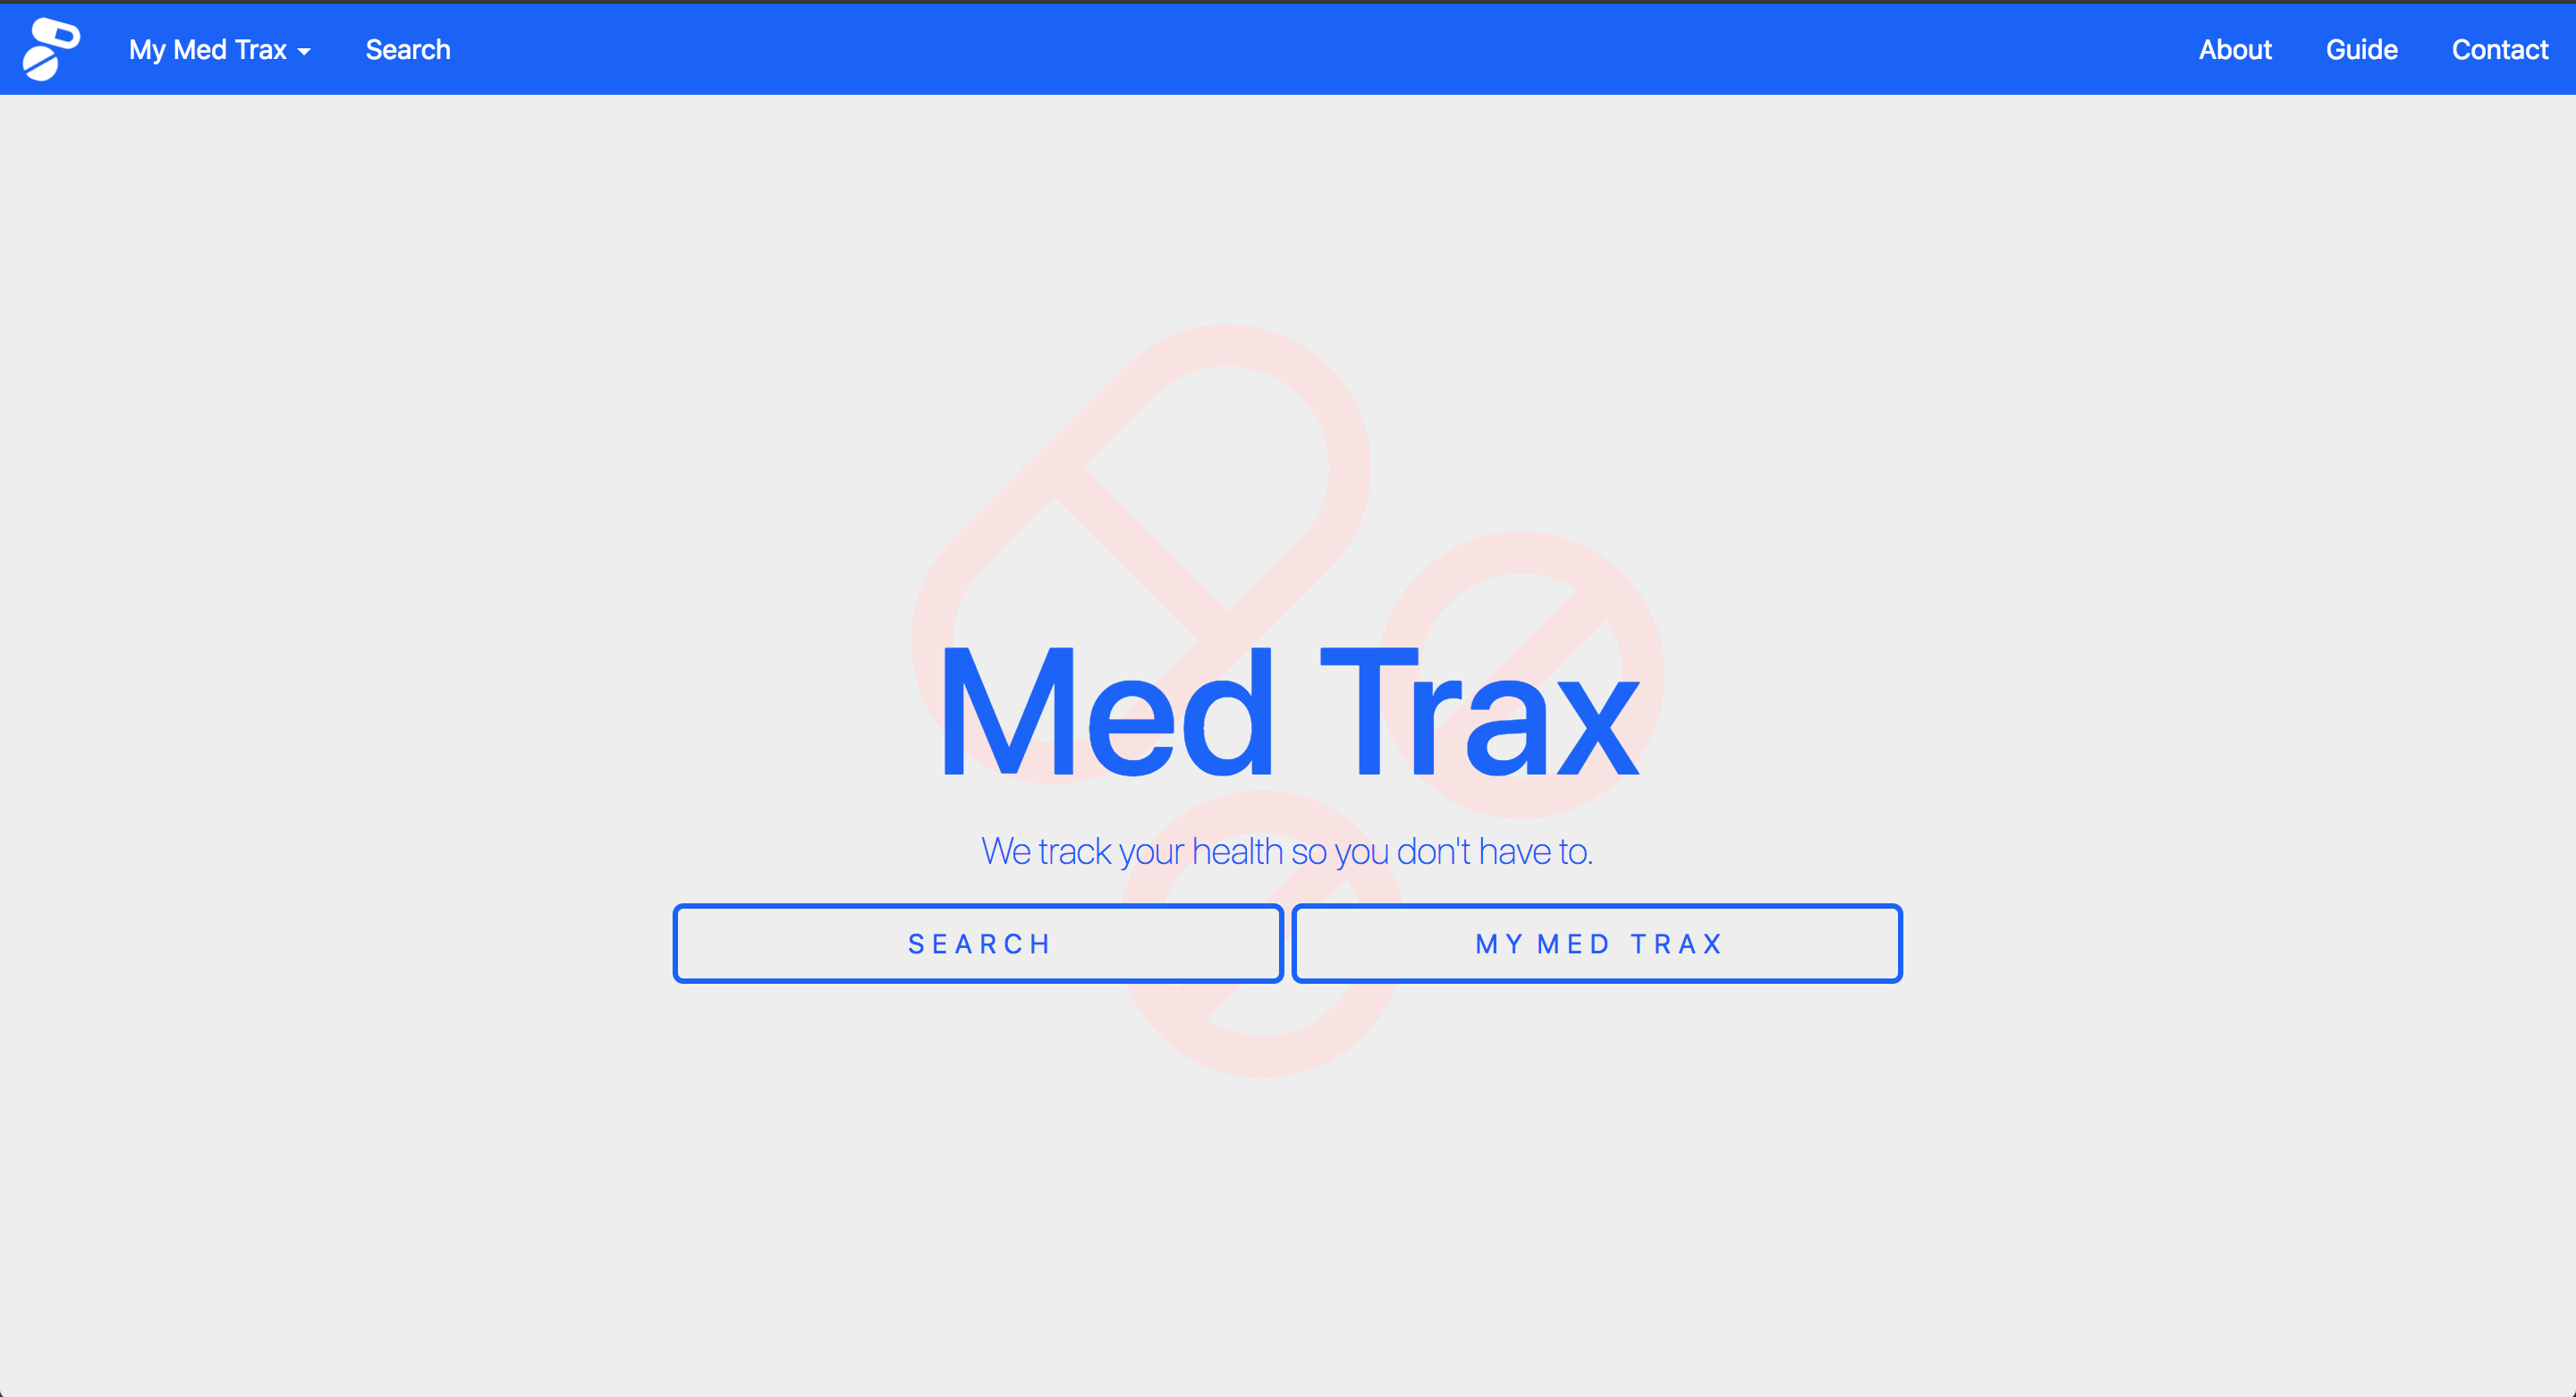 My Med Trax Search About Guide Contact
Med Trax
We track your health so you don't have to.
SEARCH MY MED TRAX